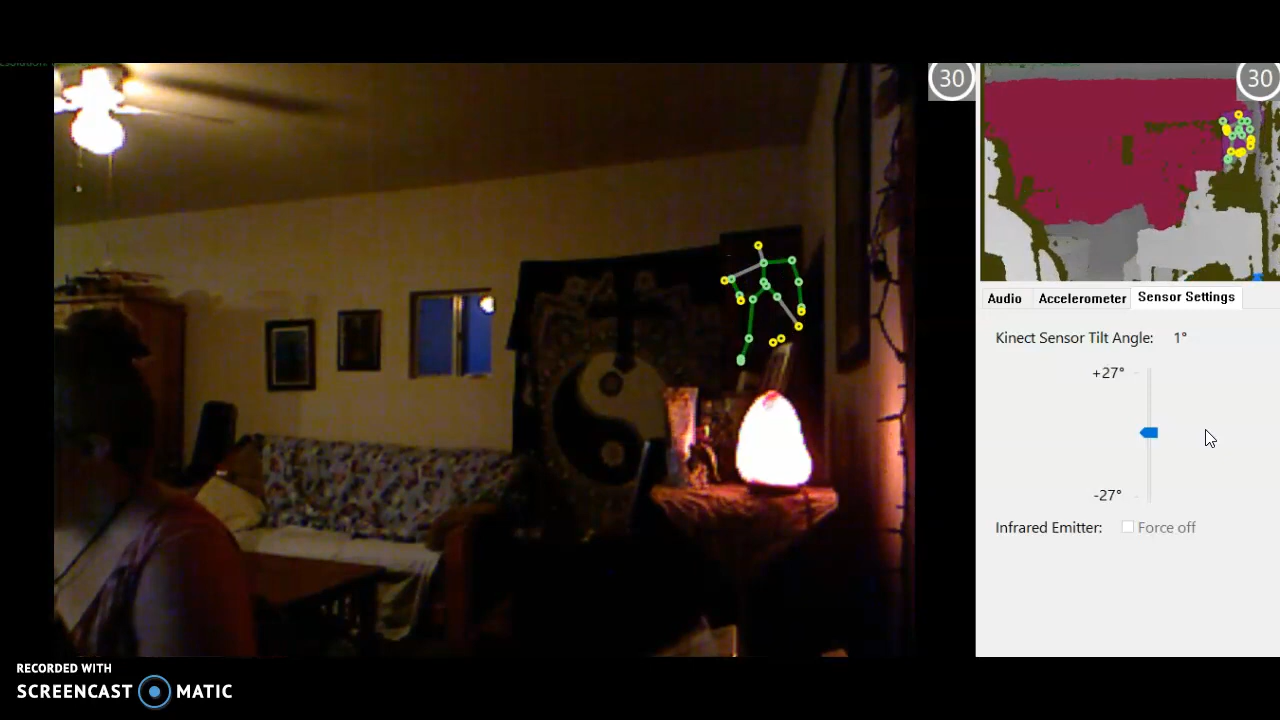 30
30
Audio
Accelerometer
Sensor Settings
Kinect Sensor Tilt Angle: 1°
+27°
-27°
Infrared Emitter: Force off
RECORDED WITH
SCREENCAST MATIC